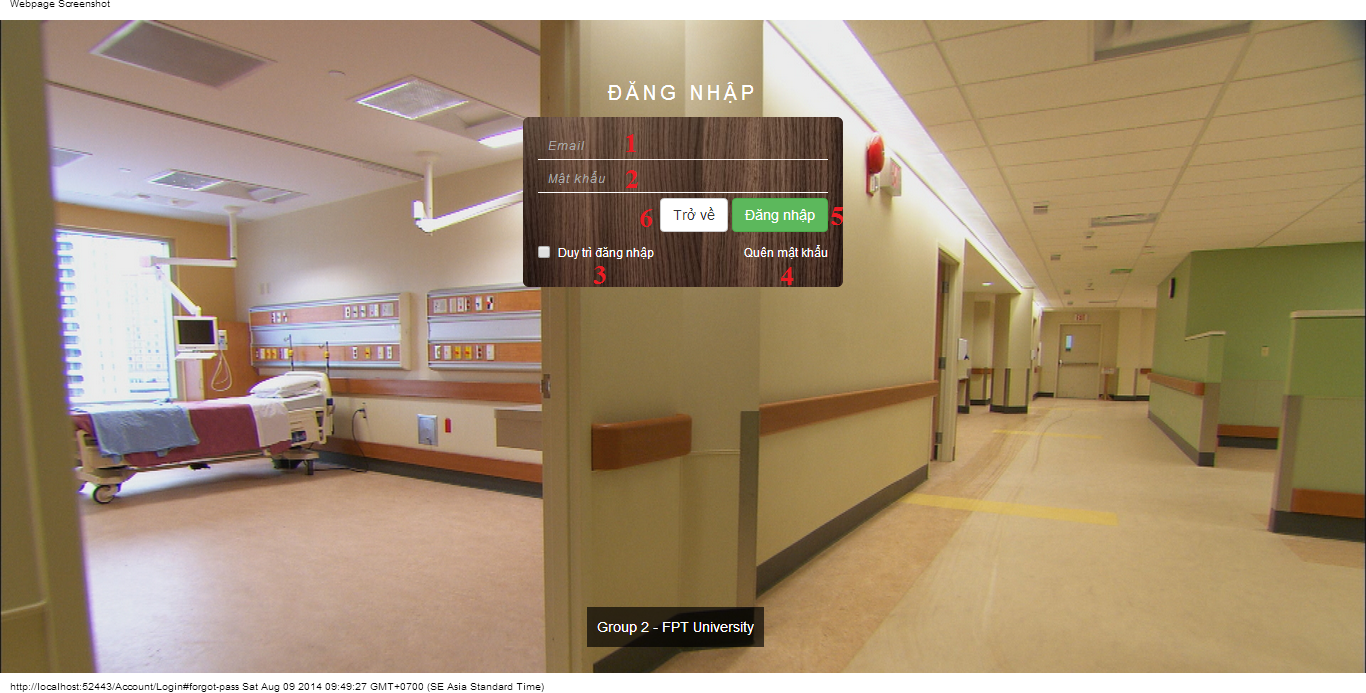 Webpage Screenshot
ĐĂNG NHẬP
Email 1
Mật khẩu 2
6 Trở về Đăng nhập 5
Duy trì đăng nhập Quên mật khẩu
3 4
Group 2 - FPT University
http://localhost:52443/Account/Login#forgot-pass Sat Aug 09 2014 09:49:27 GMT+0700 (SE Asia Standard Time)